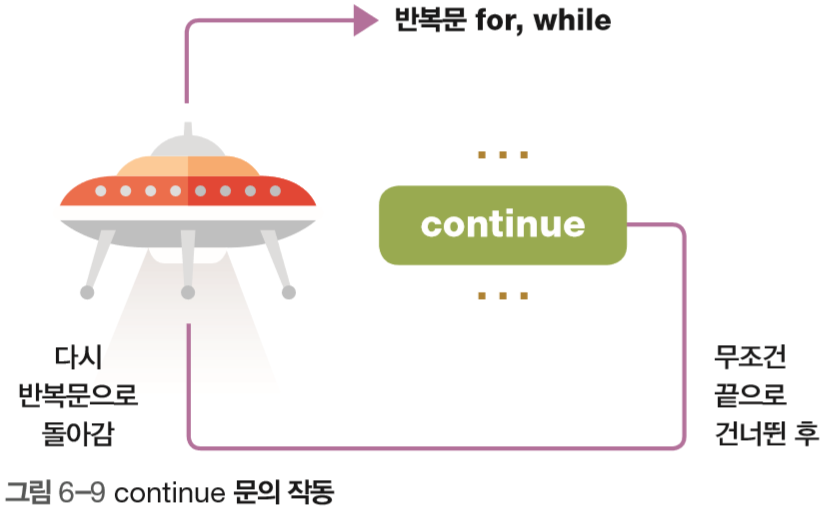 반복문 for, while
...
continue
...
다시
반복문으로
돌아감
무조건
끝으로
건너뛴 후
그림 6-9 continue 문의 작동